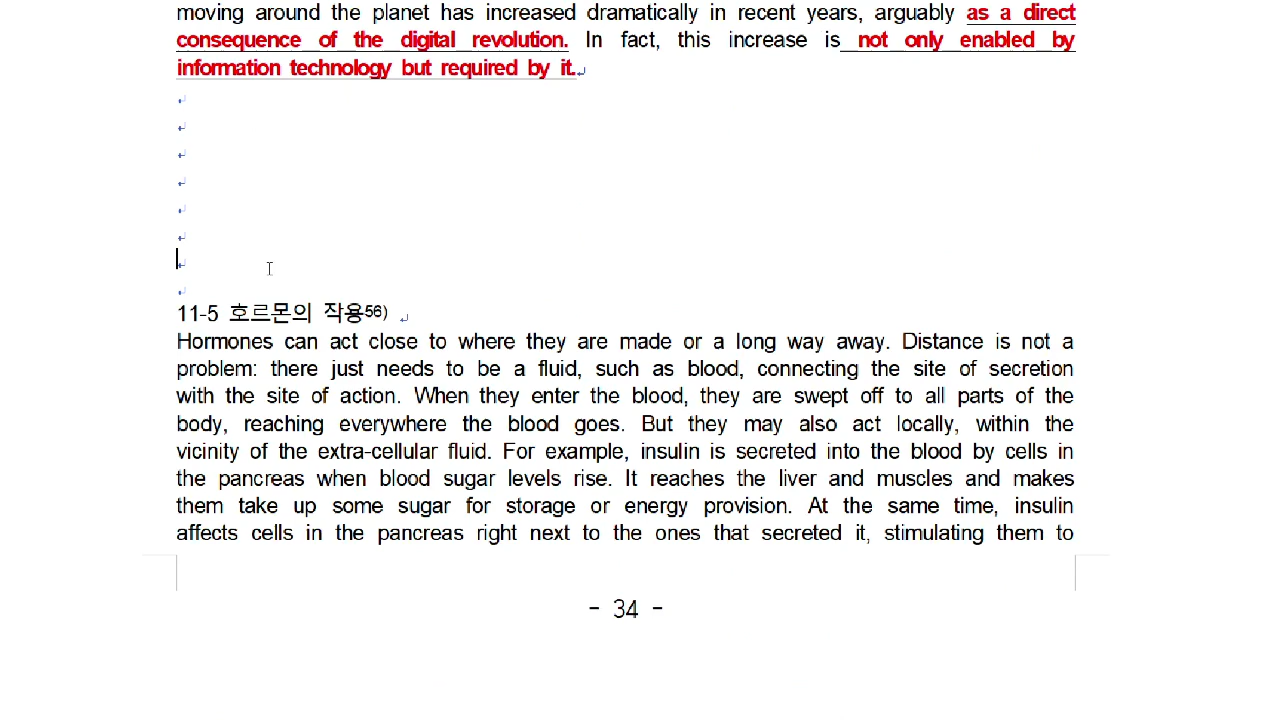 moving around the planet has increased dramatically in recent years, arguably as a direct
consequence of the digital revolution. In fact, this increase is not only enabled by
information technology but required by it.
11-5 호르몬의 작용56)
Hormones can act close to where they are made or a long way away. Distance is not a
problem: there just needs to be a fluid, such as blood, connecting the site of secretion
with the site of action. When they enter the blood, they are swept off to all parts of the
body, reaching everywhere the blood goes. But they may also act locally, within the
vicinity of the extra-cellular fluid. For example, insulin is secreted into the blood by cells in
the pancreas when blood sugar levels rise. It reaches the liver and muscles and makes
them take up some sugar for storage or energy provision. At the same time, insulin
affects cells in the pancreas right next to the ones that secreted it, stimulating them to
- 34 -